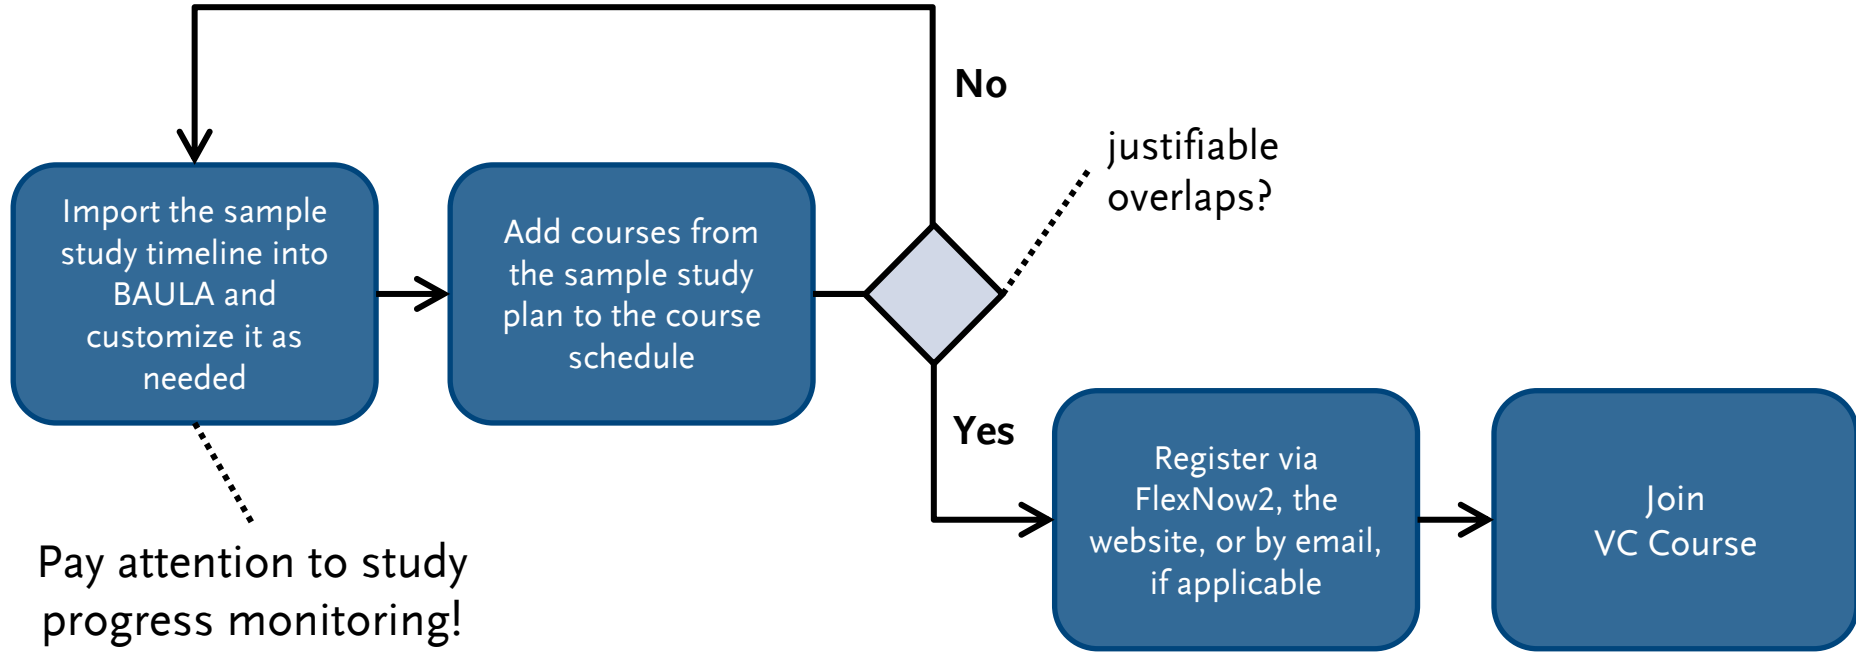 No
justifiable
overlaps?
Import the sample
study timeline into
BAULA and
customize it as
needed
Add courses from
the sample study
plan to the course
schedule
Yes
Register via
FlexNow2, the
website, or by email,
if applicable
Join
VC Course
Pay attention to study
progress monitoring!